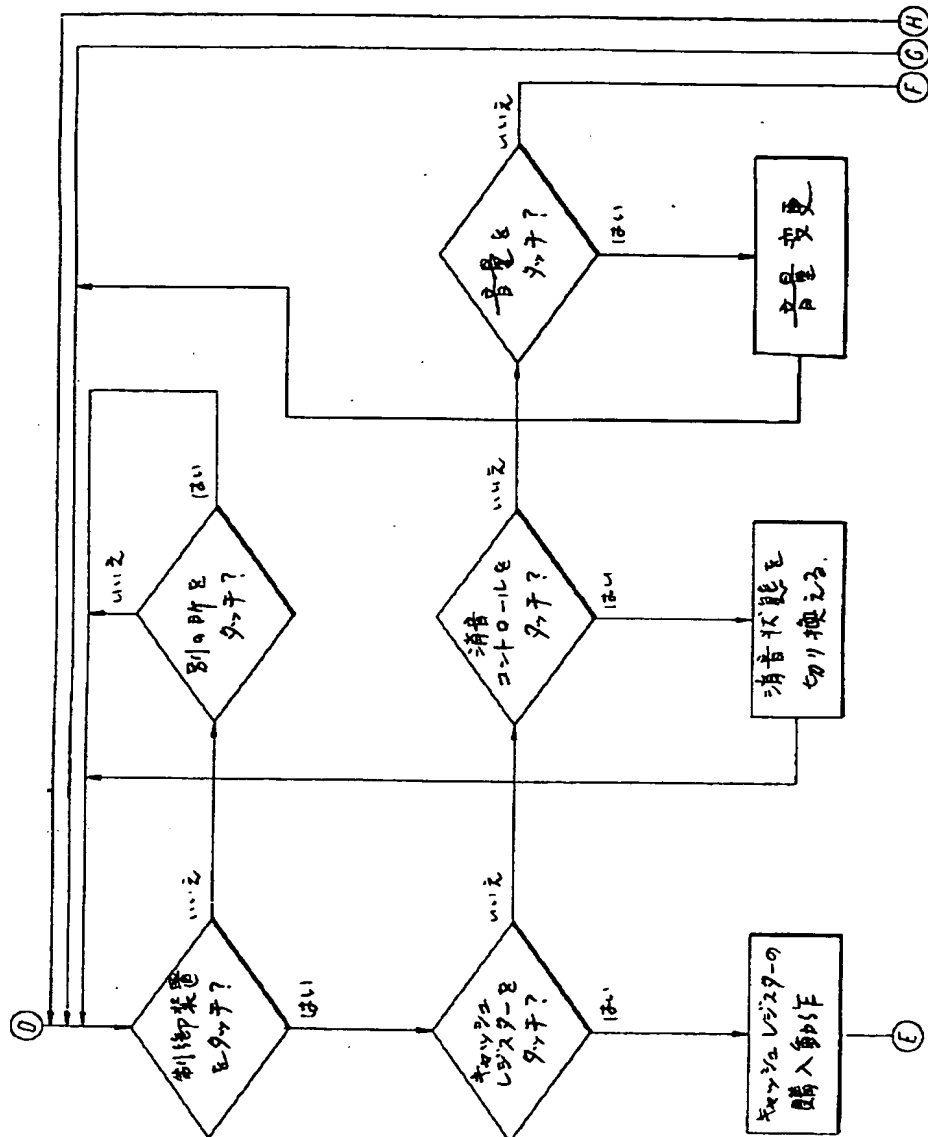 D
制御装置
をタッチ?
いいえ
はい
別の所を
タッチ?
いいえ
はい
キャッシュ
レジスターを
タッチ?
いいえ
はい
消音
コントロールを
タッチ?
いいえ
はい
音量を
タッチ?
いいえ
はい
キャッシュレジスターの
購入動作
消音状態を
切り換える.
音量変更
E
F
G
H